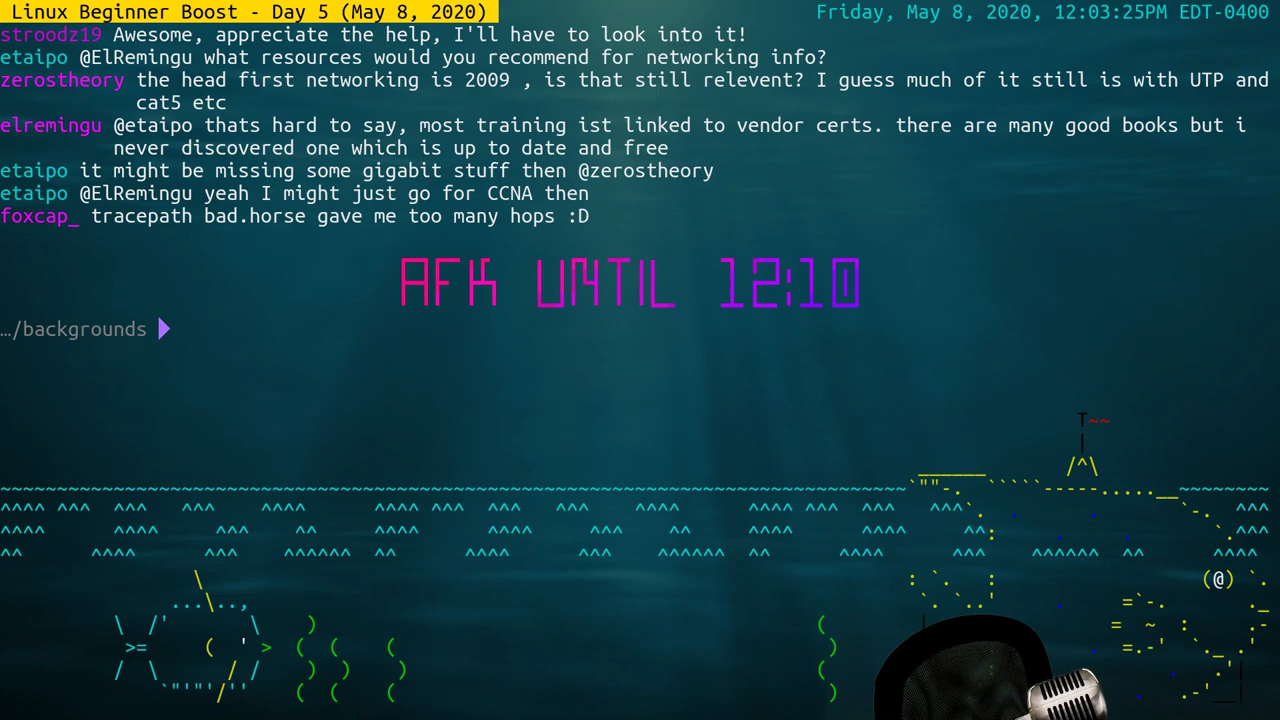 Linux Beginner Boost - Day 5 (May 8, 2020)
Friday, May 8, 2020, 12:03:25PM EDT-0400
stroodz19 Awesome, appreciate the help, I'll have to look into it!
etaipo @ElRemingu what resources would you recommend for networking info?
zerostheory the head first networking is 2009 , is that still relevent? I guess much of it still is with UTP and
cat5 etc
elremingu @etaipo thats hard to say, most training ist linked to vendor certs. there are many good books but i
never discovered one which is up to date and free
etaipo it might be missing some gigabit stuff then @zerostheory
etaipo @ElRemingu yeah I might just go for CCNA then
foxcap_ tracepath bad.horse gave me too many hops :D
AFK UNTIL 12:10
…/backgrounds